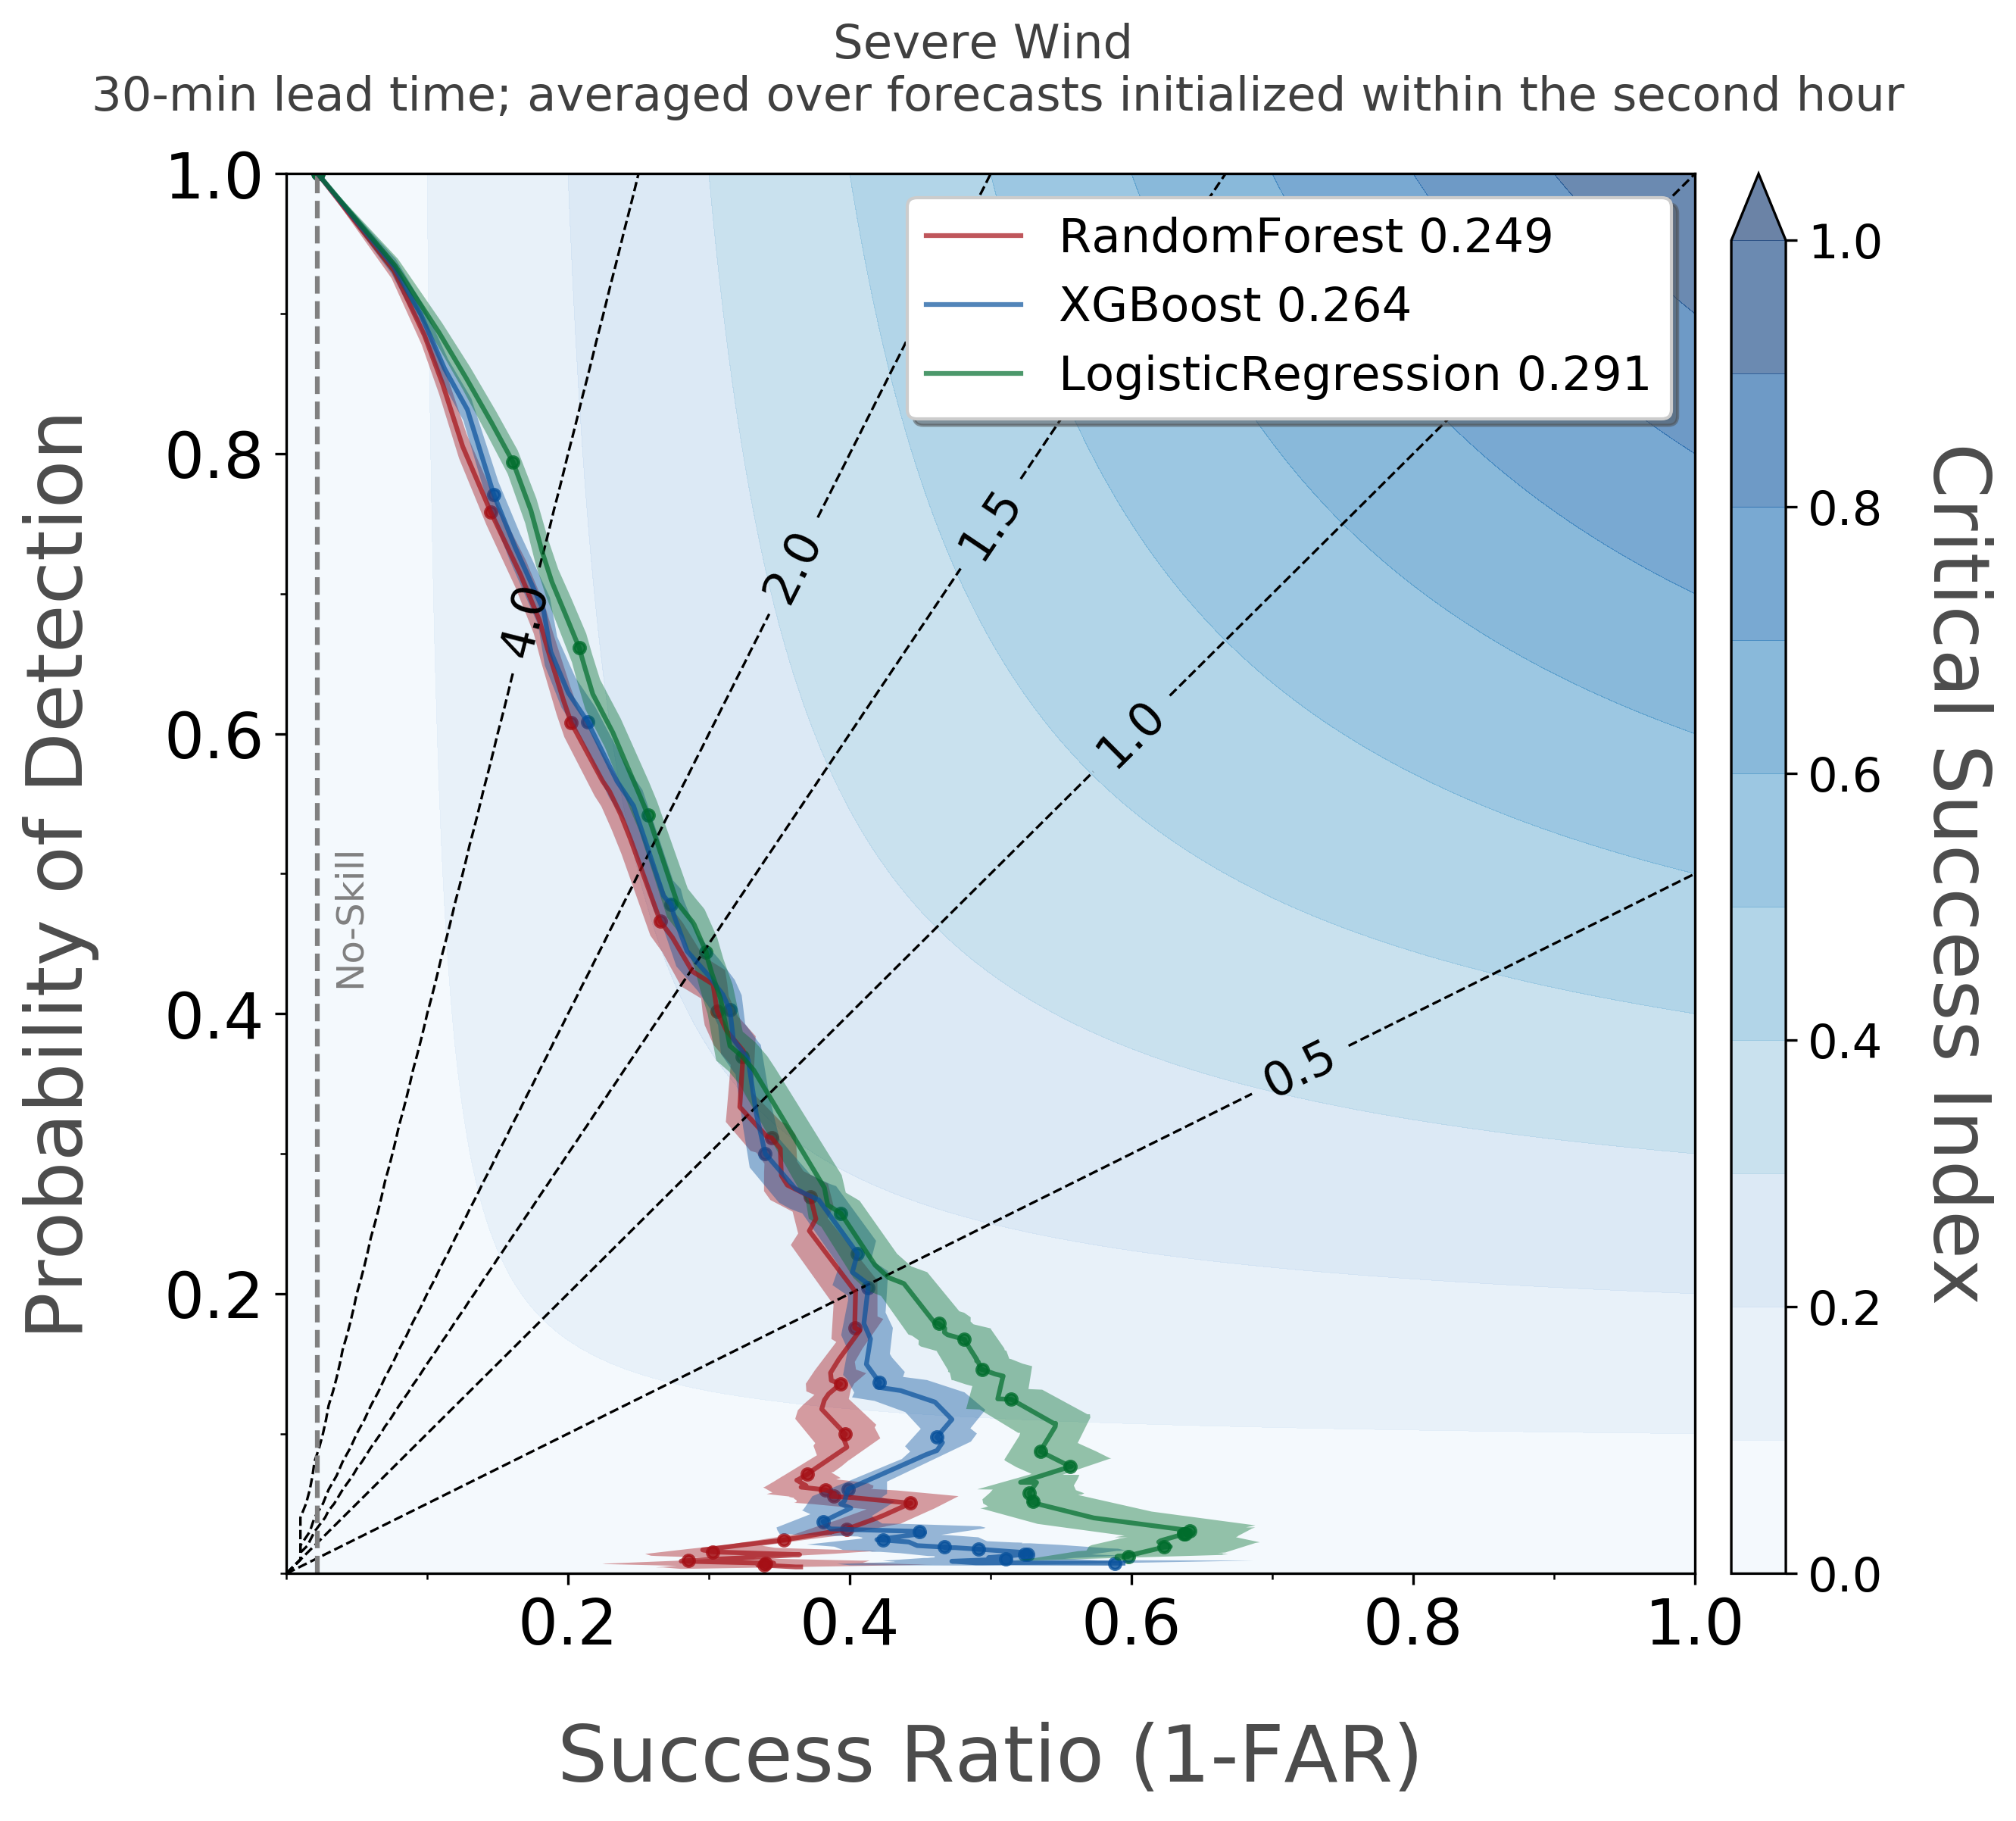 Severe Wind
30-min lead time; averaged over forecasts initialized within the second hour
RandomForest 0.249
XGBoost 0.264
LogisticRegression 0.291
4.0
2.0
1.5
1.0
0.5
No-Skill
Probability of Detection
1.0
0.8
0.6
0.4
0.2
0.2
0.4
0.6
0.8
1.0
Success Ratio (1-FAR)
1.0
0.8
0.6
0.4
0.2
0.0
Critical Success Index